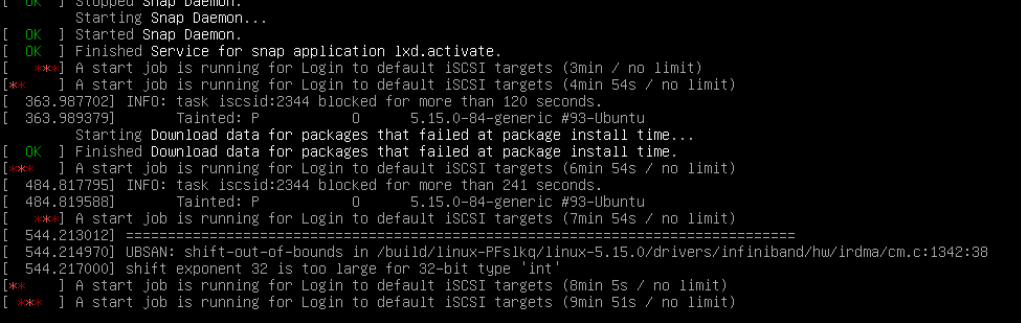 [  OK  ] Stopped Snap Daemon.
Starting Snap Daemon...
[  OK  ] Started Snap Daemon.
[  OK  ] Finished Service for snap application lxd.activate.
[   ***] A start job is running for Login to default iSCSI targets (3min / no limit)
[**    ] A start job is running for Login to default iSCSI targets (4min 54s / no limit)
[  363.987702] INFO: task iscsid:2344 blocked for more than 120 seconds.
[  363.989379]       Tainted: P           O      5.15.0-84-generic #93-Ubuntu
Starting Download data for packages that failed at package install time...
[  OK  ] Finished Download data for packages that failed at package install time.
[***   ] A start job is running for Login to default iSCSI targets (6min 54s / no limit)
[  484.817795] INFO: task iscsid:2344 blocked for more than 241 seconds.
[  484.819588]       Tainted: P           O      5.15.0-84-generic #93-Ubuntu
[   ***] A start job is running for Login to default iSCSI targets (7min 54s / no limit)
[  544.213012] ================================================================================
[  544.214970] UBSAN: shift-out-of-bounds in /build/linux-PFslkq/linux-5.15.0/drivers/infiniband/hw/irdma/cm.c:1342:38
[  544.217000] shift exponent 32 is too large for 32-bit type 'int'
[**    ] A start job is running for Login to default iSCSI targets (8min 5s / no limit)
[ ***  ] A start job is running for Login to default iSCSI targets (9min 51s / no limit)